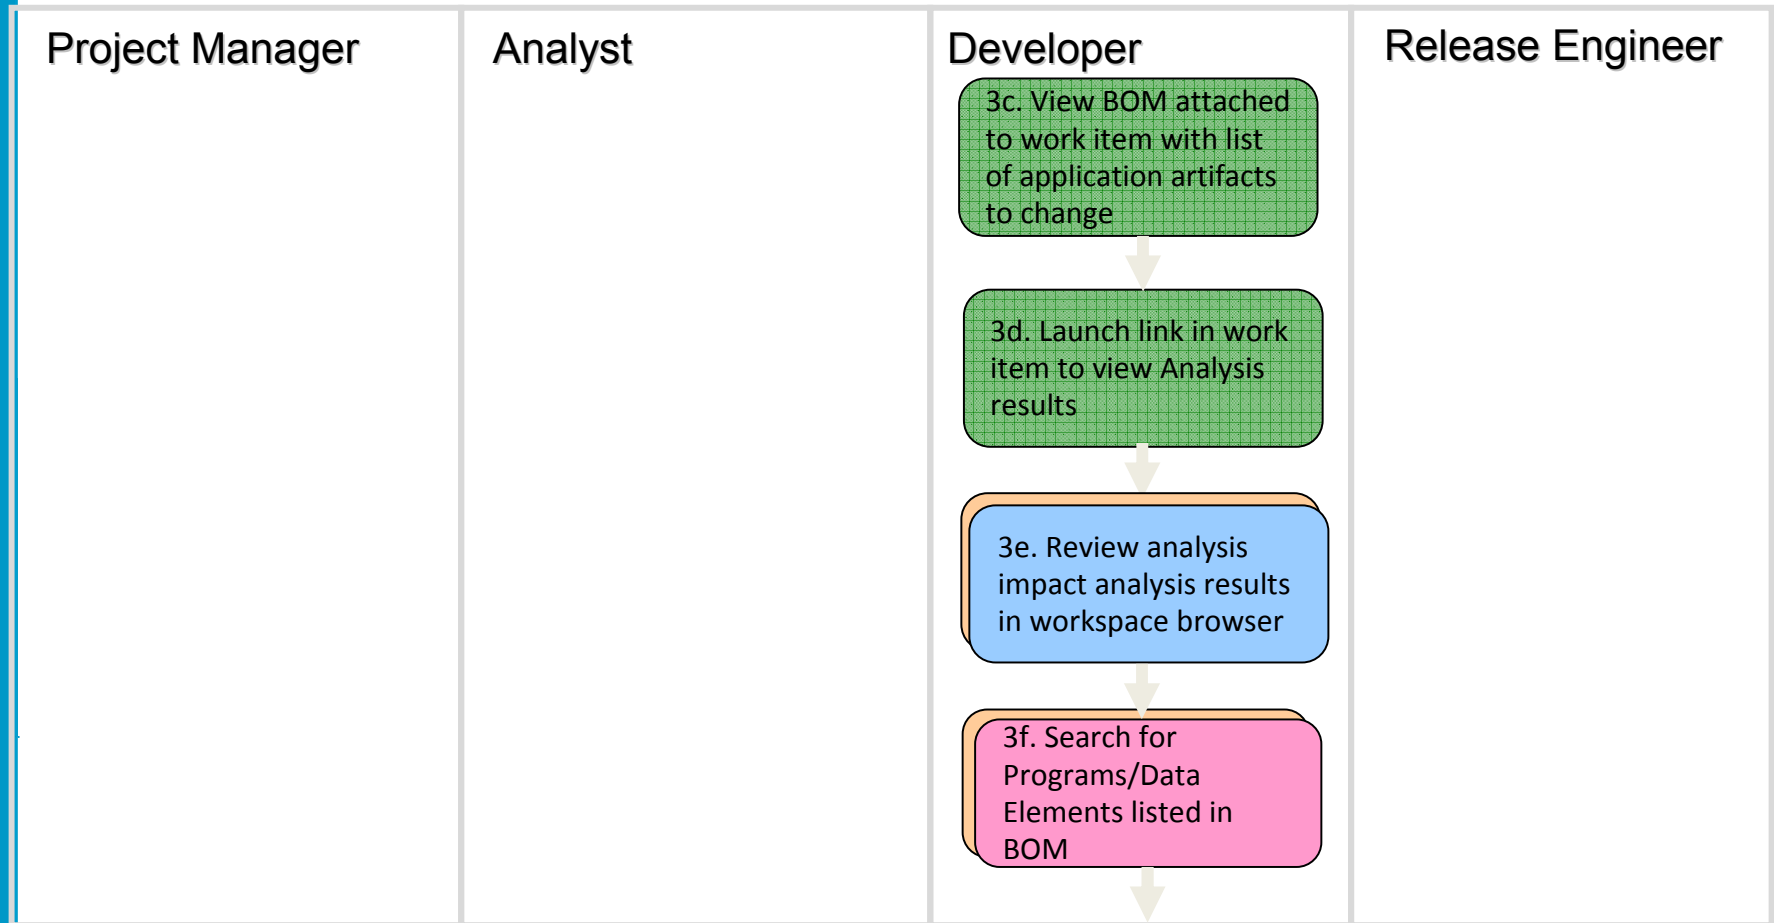 Project Manager
Analyst
Developer
Release Engineer
3c. View BOM attached
to work item with list
of application artifacts
to change
3d. Launch link in work
item to view Analysis
results
3e. Review analysis
impact analysis results
in workspace browser
3f. Search for
Programs/Data
Elements listed in
BOM